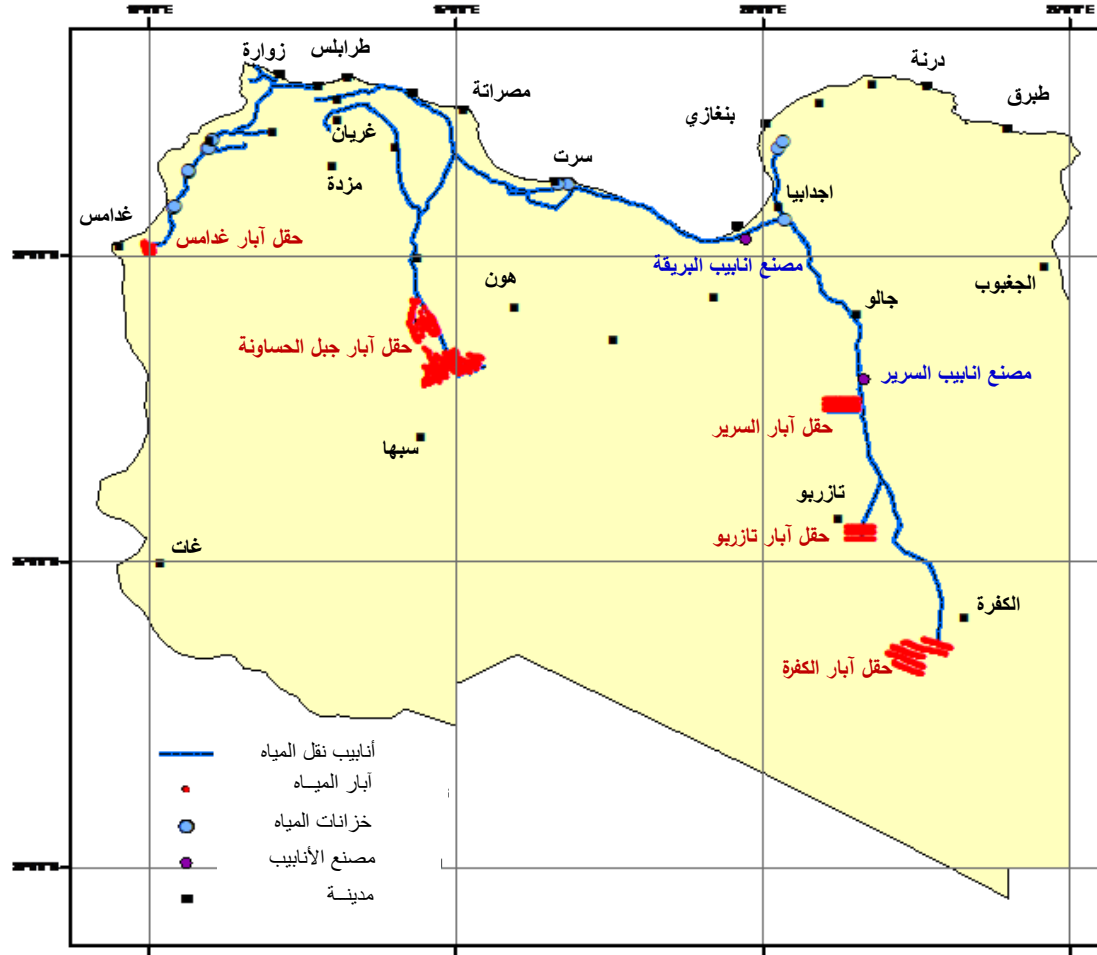 زوارة
طرابلس
درنة
طبرق
مصراتة
بنغازي
غريان
سرت
مزدة
اجدابيا
غدامس
حقل آبار غدامس
مصنع انابيب البريقة
الجغبوب
هون
جالو
حقل آبار جبل الحساونة
مصنع انابيب السرير
حقل آبار السرير
سبها
تازربو
حقل آبار تازربو
غات
الكفرة
حقل آبار الكفرة
أنابيب نقل المياه
آبار الميـاه
خزانات المياه
مصنع الأنابيب
مدينــة